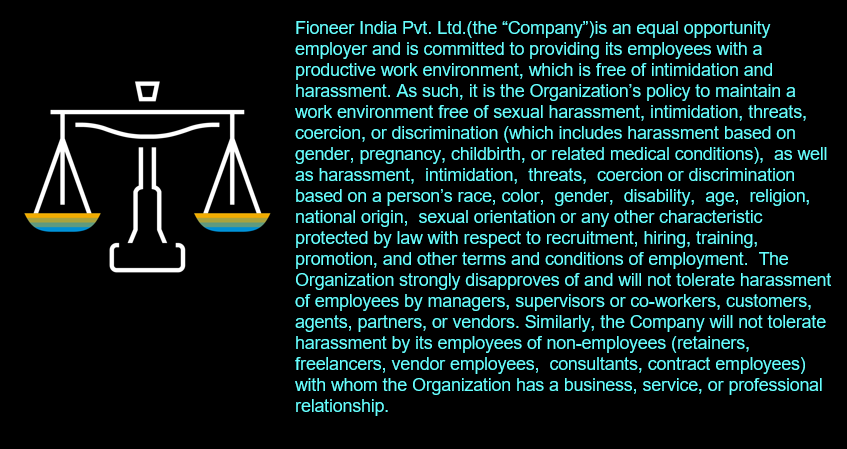 Fioneer India Pvt. Ltd.(the “Company”)is an equal opportunity
employer and is committed to providing its employees with a
productive work environment, which is free of intimidation and
harassment. As such, it is the Organization’s policy to maintain a
work environment free of sexual harassment, intimidation, threats,
coercion, or discrimination (which includes harassment based on
gender, pregnancy, childbirth, or related medical conditions),  as well
as harassment,  intimidation,  threats,  coercion or discrimination
based on a person’s race, color,  gender,  disability,  age,  religion,
national origin,  sexual orientation or any other characteristic
protected by law with respect to recruitment, hiring, training,
promotion, and other terms and conditions of employment.  The
Organization strongly disapproves of and will not tolerate harassment
of employees by managers, supervisors or co-workers, customers,
agents, partners, or vendors. Similarly, the Company will not tolerate
harassment by its employees of non-employees (retainers,
freelancers, vendor employees,  consultants, contract employees)
with whom the Organization has a business, service, or professional
relationship.